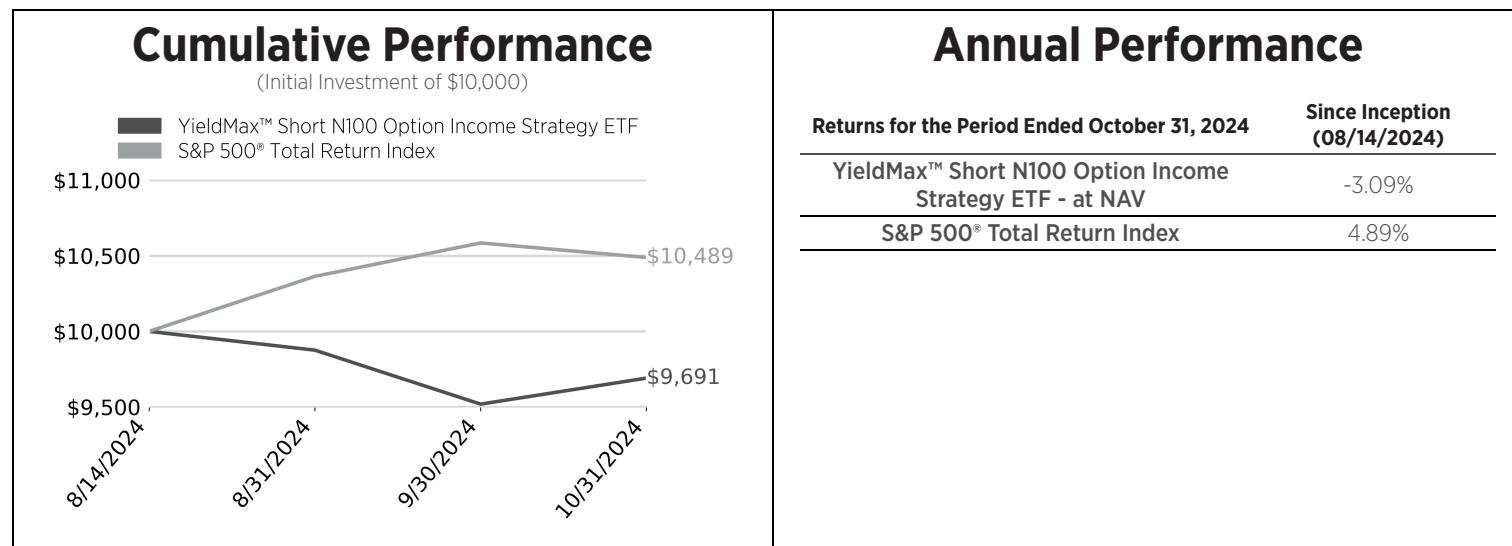 Cumulative Performance
(Initial Investment of $10,000)
YieldMax™ Short N100 Option Income Strategy ETF
S&P 500® Total Return Index
$11,000
$10,500
$10,000
$9,500
$10,489
$9,691
8/14/2024
8/31/2024
9/30/2024
10/31/2024
Annual Performance
Returns for the Period Ended October 31, 2024
Since Inception
(08/14/2024)
YieldMax™ Short N100 Option Income
Strategy ETF - at NAV
-3.09%
S&P 500® Total Return Index
4.89%